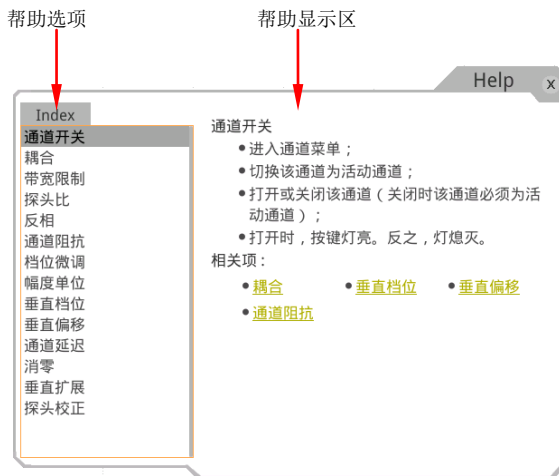 帮助选项
帮助显示区
Help
x
Index
通道开关
耦合
带宽限制
探头比
反相
通道阻抗
档位微调
幅度单位
垂直档位
垂直偏移
通道延迟
消零
垂直扩展
探头校正
通道开关
●进入通道菜单；
●切换该通道为活动通道；
●打开或关闭该通道（关闭时该通道必须为活
动通道）；
●打开时，按键灯亮。反之，灯熄灭。
相关项：
●耦合 ●垂直档位 ●垂直偏移
●通道阻抗